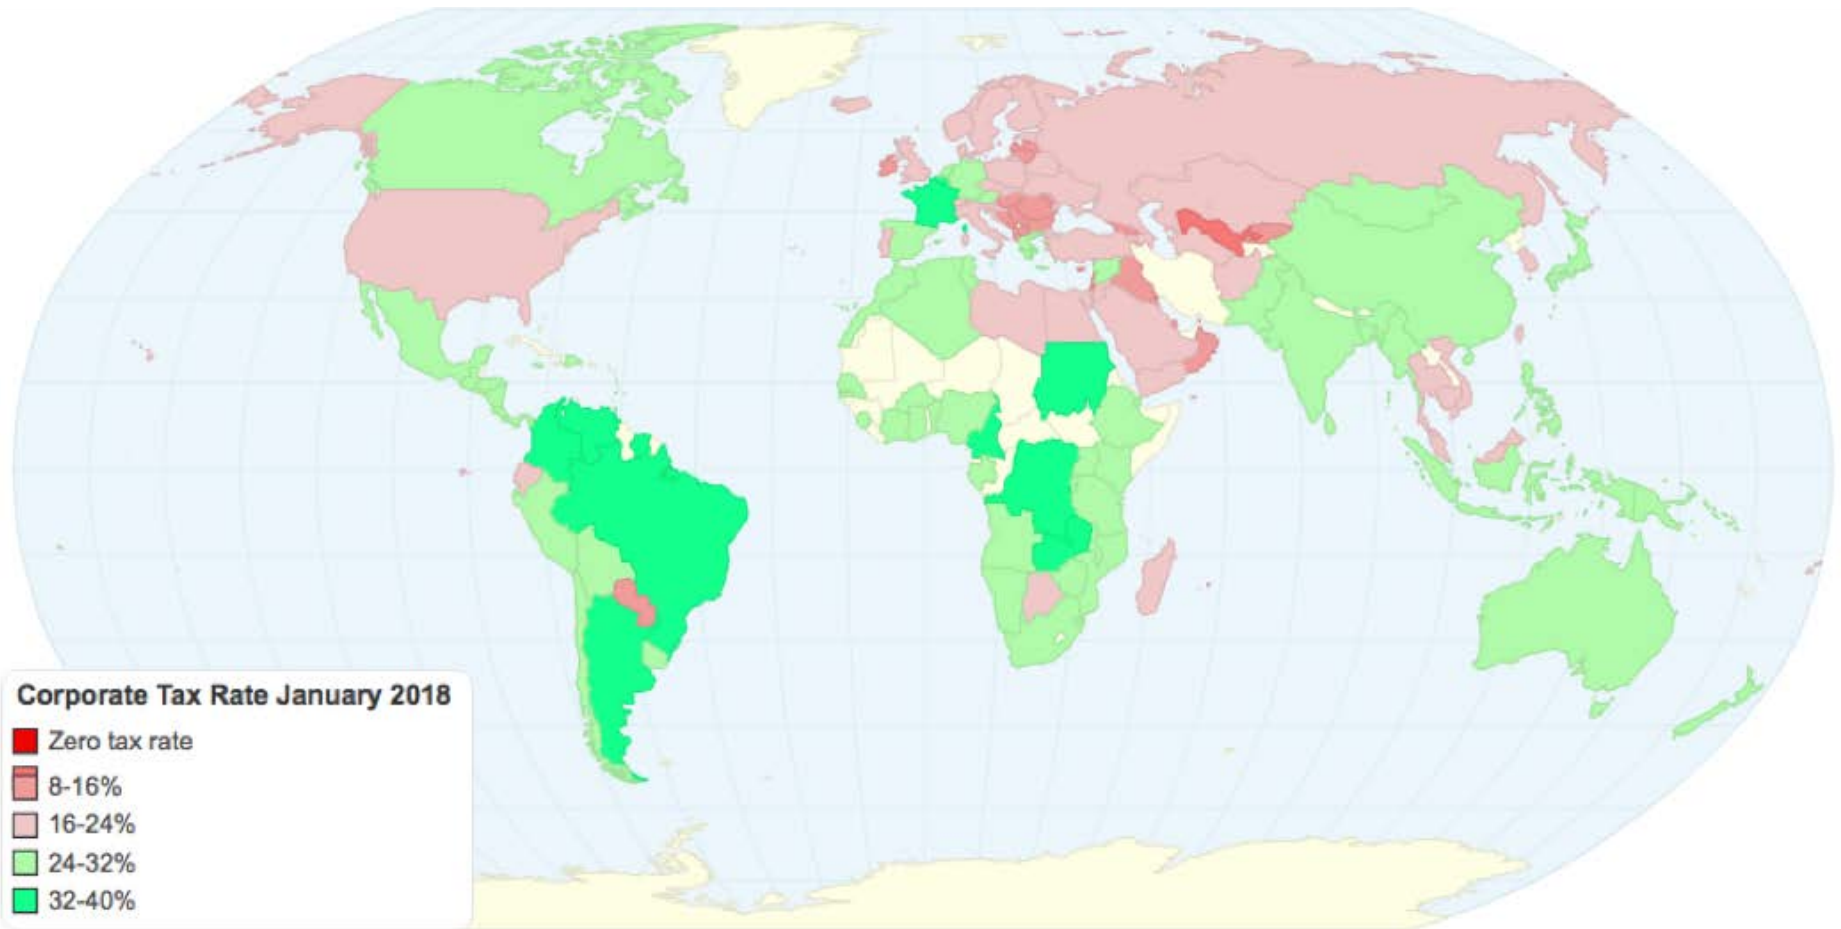 Corporate Tax Rate January 2018
Zero tax rate
8-16%
16-24%
24-32%
32-40%